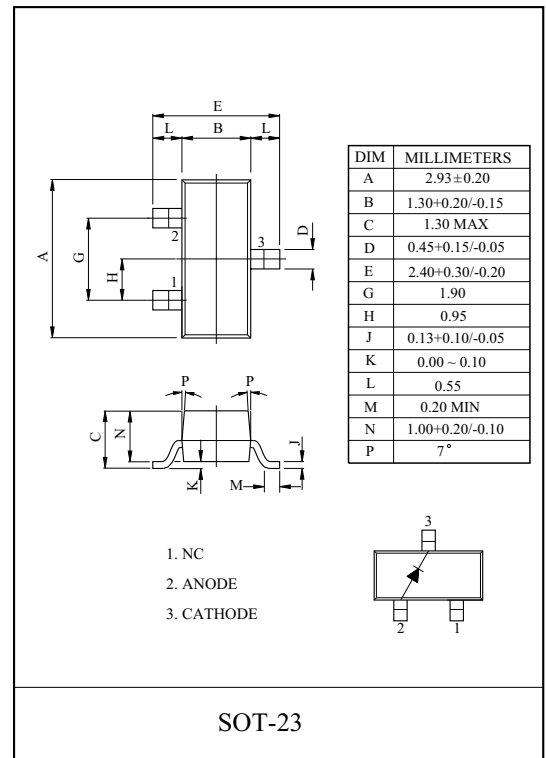 E
L B L
A
G
H
D
2
1
3
DIM MILLIMETERS
A 2.93±0.20
B 1.30+0.20/-0.15
C 1.30 MAX
D 0.45+0.15/-0.05
E 2.40+0.30/-0.20
G 1.90
H 0.95
J 0.13+0.10/-0.05
K 0.00 ~ 0.10
L 0.55
M 0.20 MIN
N 1.00+0.20/-0.10
P 7°
P P
C
N
K
M
J
1. NC
2. ANODE
3. CATHODE
3
2 1
SOT-23